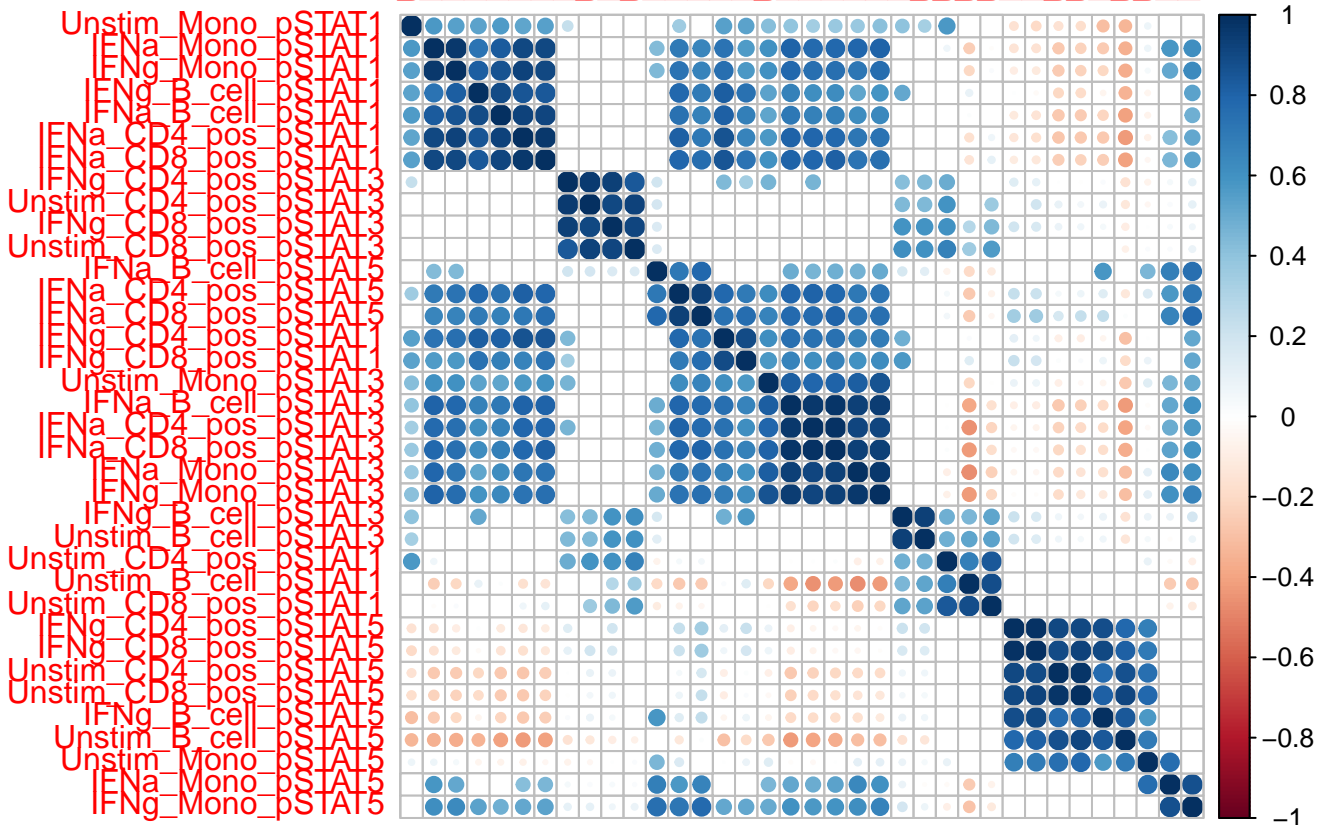 Unstim_Mono_pSTAT1
IFNa_Mono_pSTAT1
IFNg_Mono_pSTAT1
IFNg_B_cell_pSTAT1
IFNa_B_cell_pSTAT1
IFNa_CD4_pos_pSTAT1
IFNa_CD8_pos_pSTAT1
IFNg_CD4_pos_pSTAT3
Unstim_CD4_pos_pSTAT3
IFNg_CD8_pos_pSTAT3
Unstim_CD8_pos_pSTAT3
IFNa_B_cell_pSTAT5
IFNa_CD4_pos_pSTAT5
IFNa_CD8_pos_pSTAT5
IFNg_CD4_pos_pSTAT1
IFNg_CD8_pos_pSTAT1
Unstim_Mono_pSTAT3
IFNa_B_cell_pSTAT3
IFNa_CD4_pos_pSTAT3
IFNa_CD8_pos_pSTAT3
IFNa_Mono_pSTAT3
IFNg_Mono_pSTAT3
IFNg_B_cell_pSTAT3
Unstim_B_cell_pSTAT3
Unstim_CD4_pos_pSTAT1
Unstim_B_cell_pSTAT1
Unstim_CD8_pos_pSTAT1
IFNg_CD4_pos_pSTAT5
IFNg_CD8_pos_pSTAT5
Unstim_CD4_pos_pSTAT5
Unstim_CD8_pos_pSTAT5
IFNg_B_cell_pSTAT5
Unstim_B_cell_pSTAT5
Unstim_Mono_pSTAT5
IFNa_Mono_pSTAT5
IFNg_Mono_pSTAT5
1
0.8
0.6
0.4
0.2
0
−0.2
−0.4
−0.6
−0.8
−1